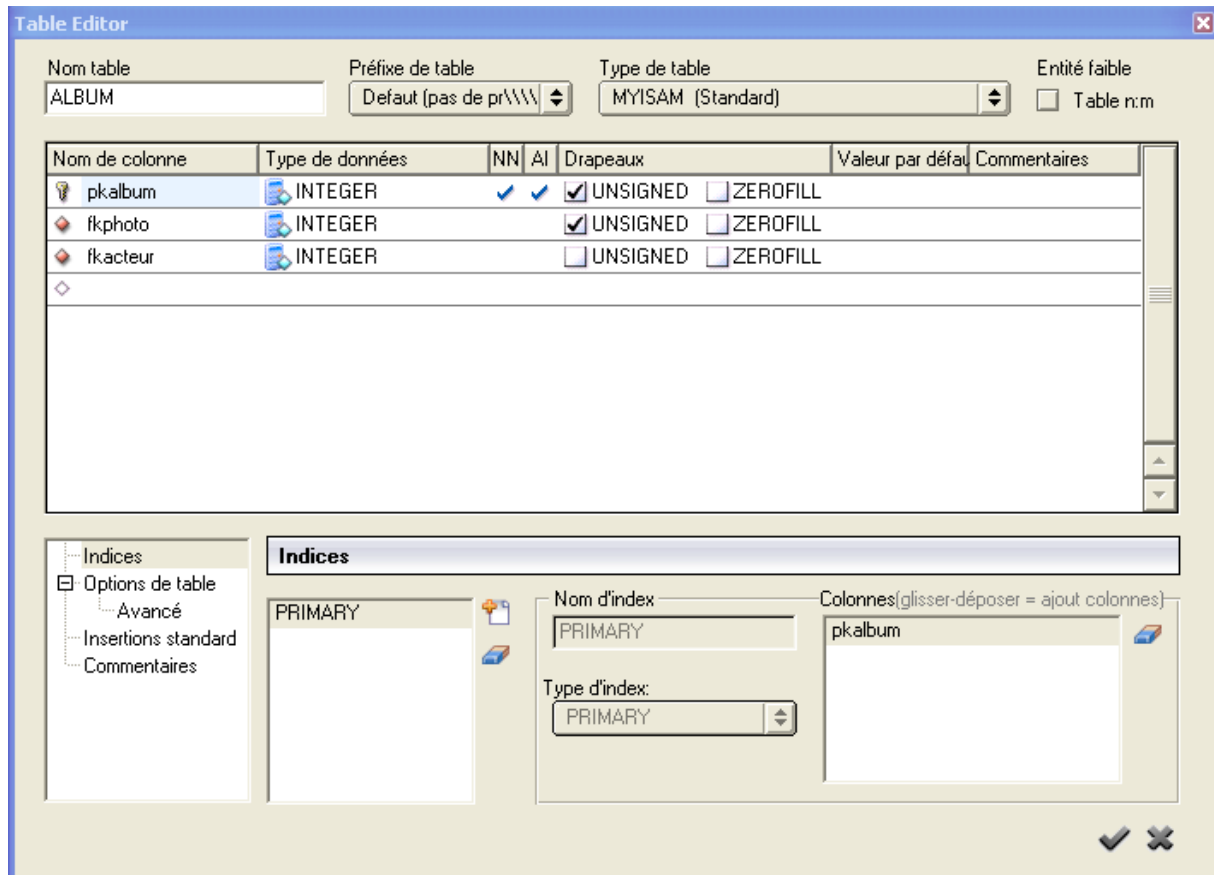 Table Editor
Nom table
Préfixe de table
Type de table
Entité faible
ALBUM
Defaut (pas de pr\\\\
MYISAM (Standard)
Table n:m
Nom de colonne Type de données NN AI Drapeaux Valeur par défau Commentaires
pkalbum INTEGER UNSIGNED ZEROFILL
fkphoto INTEGER UNSIGNED ZEROFILL
fkacteur INTEGER UNSIGNED ZEROFILL
Indices
Options de table
Avancé
Insertions standard
Commentaires
Indices
PRIMARY
Nom d'index
PRIMARY
Type d'index:
PRIMARY
Colonnes(glisser-déposer = ajout colonnes)
pkalbum